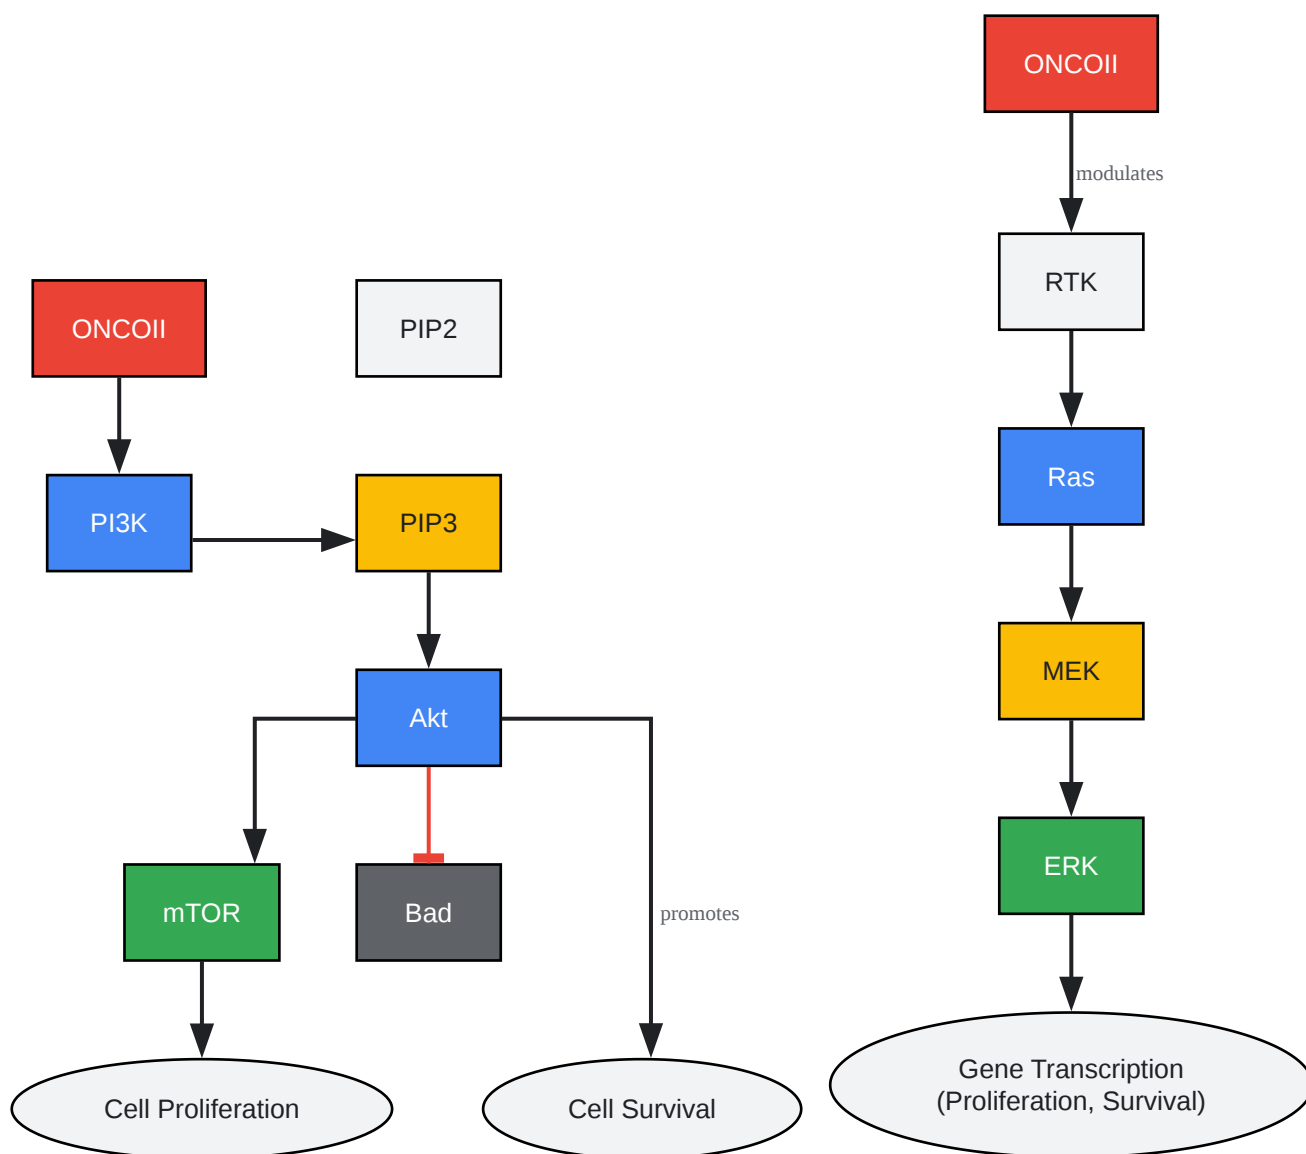 ONCOII
PI3K
PIP2
PIP3
Akt
mTOR
Bad
promotes
Cell Proliferation
Cell Survival
ONCOII
modulates
RTK
Ras
MEK
ERK
Gene Transcription
(Proliferation, Survival)